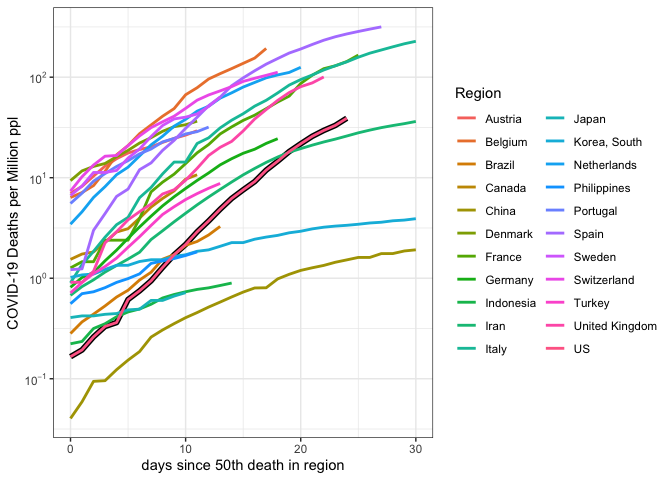 COVID-19 Deaths per Million ppl
10²
10¹
10⁰
10⁻¹
0
10
20
30
days since 50th death in region
Region
Austria
Belgium
Brazil
Canada
China
Denmark
France
Germany
Indonesia
Iran
Italy
Japan
Korea, South
Netherlands
Philippines
Portugal
Spain
Sweden
Switzerland
Turkey
United Kingdom
US